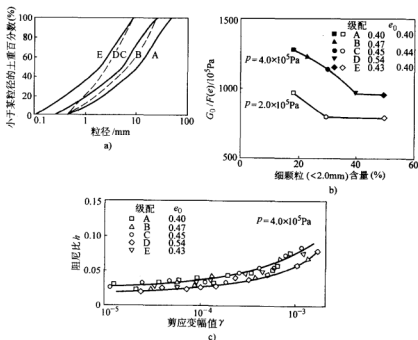 小于某粒径的土重百分数(%)
100
80
60
40
20
0
E DC B A
0.1 1 10 100
粒径/mm
a)
G₀/F(e)/10⁵Pa
1500
1000
500
级配 e₀
■ □ A 0.40 0.40
▲ B 0.47
● ○ C 0.45 0.44
▼ D 0.54
◆ ◇ E 0.43 0.40
p=4.0×10⁵Pa
p=2.0×10⁵Pa
0 20 40 60
细颗粒(<2.0mm)含量(%)
b)
阻尼比h
0.15
0.10
0.05
0.00
级配 e₀
□ A 0.40
△ B 0.47
○ C 0.45
◇ D 0.54
▽ E 0.43
p=4.0×10⁵Pa
10⁻⁵ 10⁻⁴ 10⁻³
剪应变幅值γ
c)